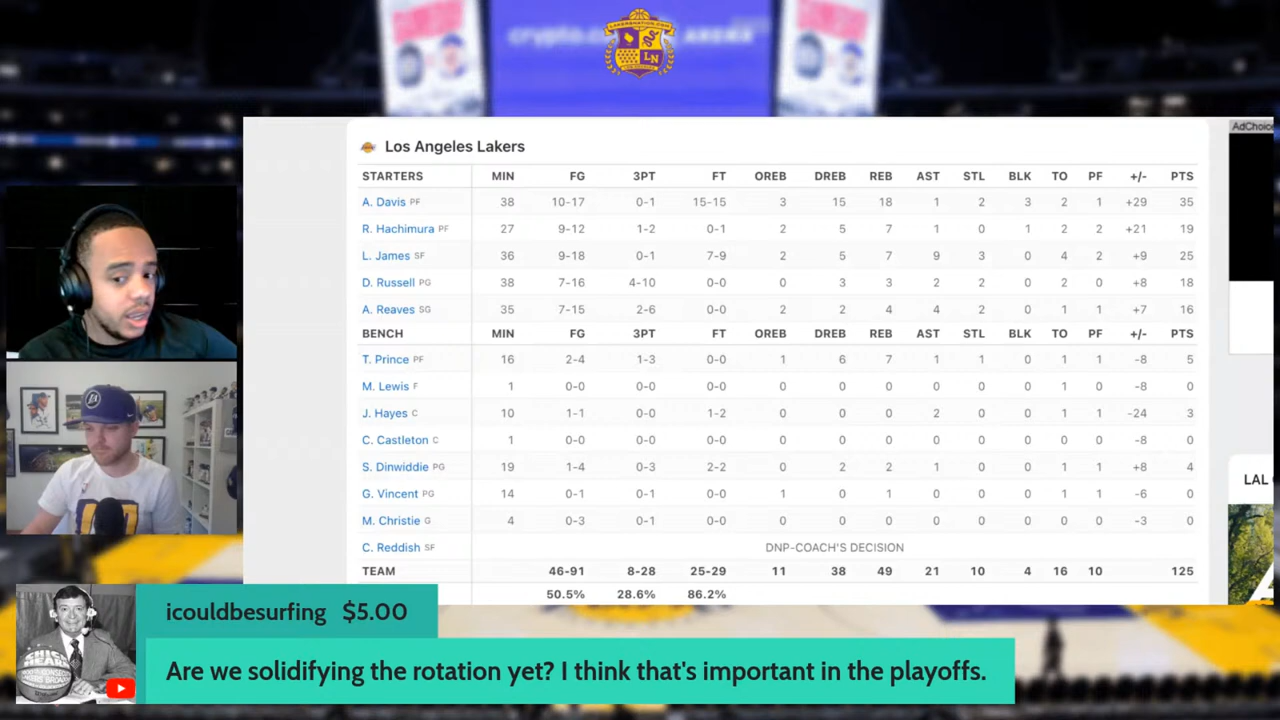 crypto.com ARENA
LAKERSNATION.COM
LN
AdChoic
Los Angeles Lakers
STARTERS MIN FG 3PT FT OREB DREB REB AST STL BLK TO PF +/- PTS
A. Davis PF 38 10-17 0-1 15-15 3 15 18 1 2 3 2 1 +29 35
R. Hachimura PF 27 9-12 1-2 0-1 2 5 7 1 0 1 2 2 +21 19
L. James SF 36 9-18 0-1 7-9 2 5 7 9 3 0 4 2 +9 25
D. Russell PG 38 7-16 4-10 0-0 0 3 3 2 2 0 2 0 +8 18
A. Reaves SG 35 7-15 2-6 0-0 2 2 4 4 2 0 1 1 +7 16
BENCH MIN FG 3PT FT OREB DREB REB AST STL BLK TO PF +/- PTS
T. Prince PF 16 2-4 1-3 0-0 1 6 7 1 1 0 1 1 -8 5
M. Lewis F 1 0-0 0-0 0-0 0 0 0 0 0 0 1 0 -8 0
J. Hayes C 10 1-1 0-0 1-2 0 0 0 2 0 0 1 1 -24 3
C. Castleton C 1 0-0 0-0 0-0 0 0 0 0 0 0 0 0 -8 0
S. Dinwiddie PG 19 1-4 0-3 2-2 0 2 2 1 0 0 1 1 +8 4
G. Vincent PG 14 0-1 0-1 0-0 1 0 1 0 0 0 1 1 -6 0
M. Christie G 4 0-3 0-1 0-0 0 0 0 0 0 0 0 0 -3 0
C. Reddish SF DNP-COACH'S DECISION
TEAM 46-91 8-28 25-29 11 38 49 21 10 4 16 10 125
50.5% 28.6% 86.2%
LAL
icouldbesurfing $5.00
Are we solidifying the rotation yet? I think that's important in the playoffs.